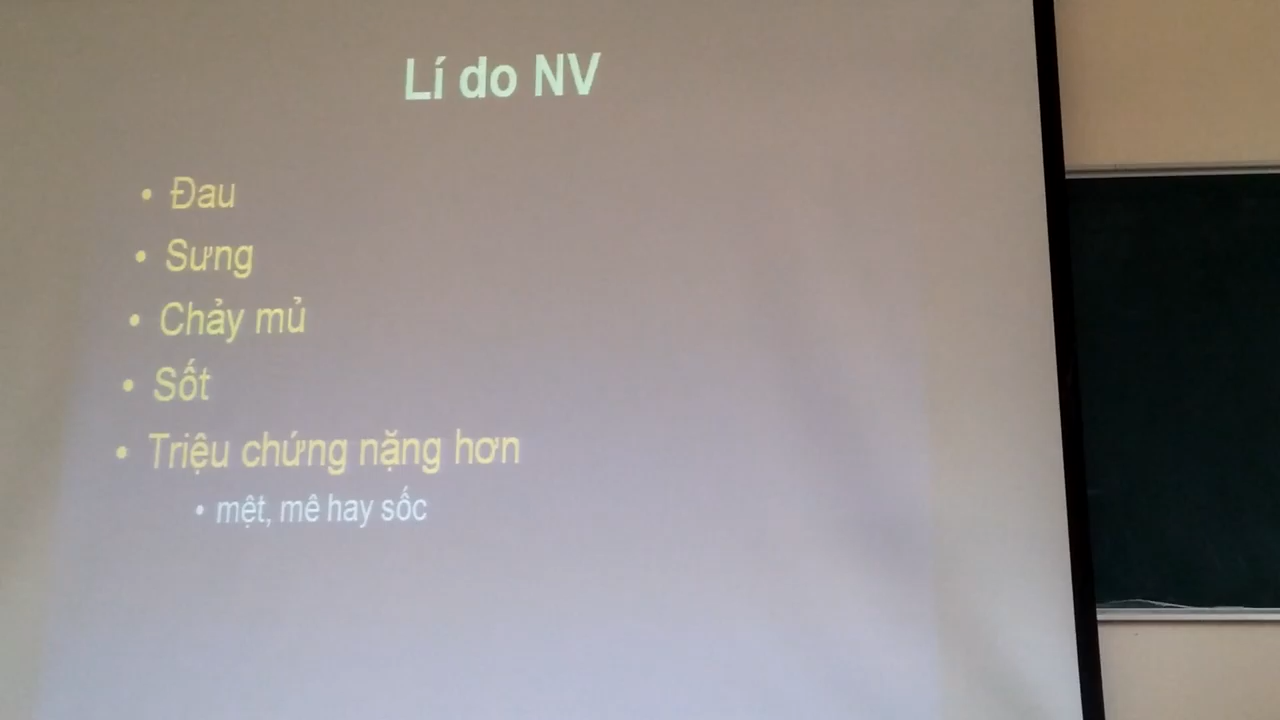 Lí do NV
• Đau
• Sưng
• Chảy mủ
• Sốt
• Triệu chứng nặng hơn
• mệt, mê hay sốc